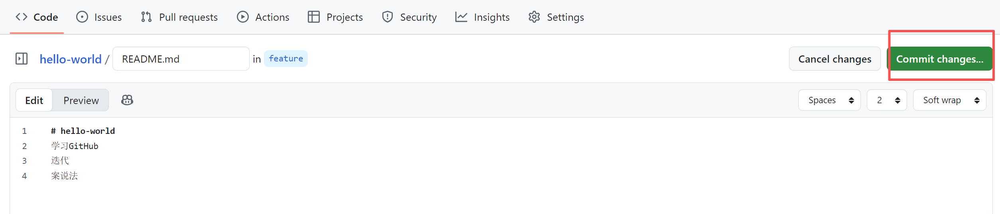 Code Issues Pull requests Actions Projects Security Insights Settings
hello-world / README.md in feature Cancel changes Commit changes...
Edit Preview Spaces 2 Soft wrap
1 # hello-world
2 学习GitHub
3 迭代
4 案说法